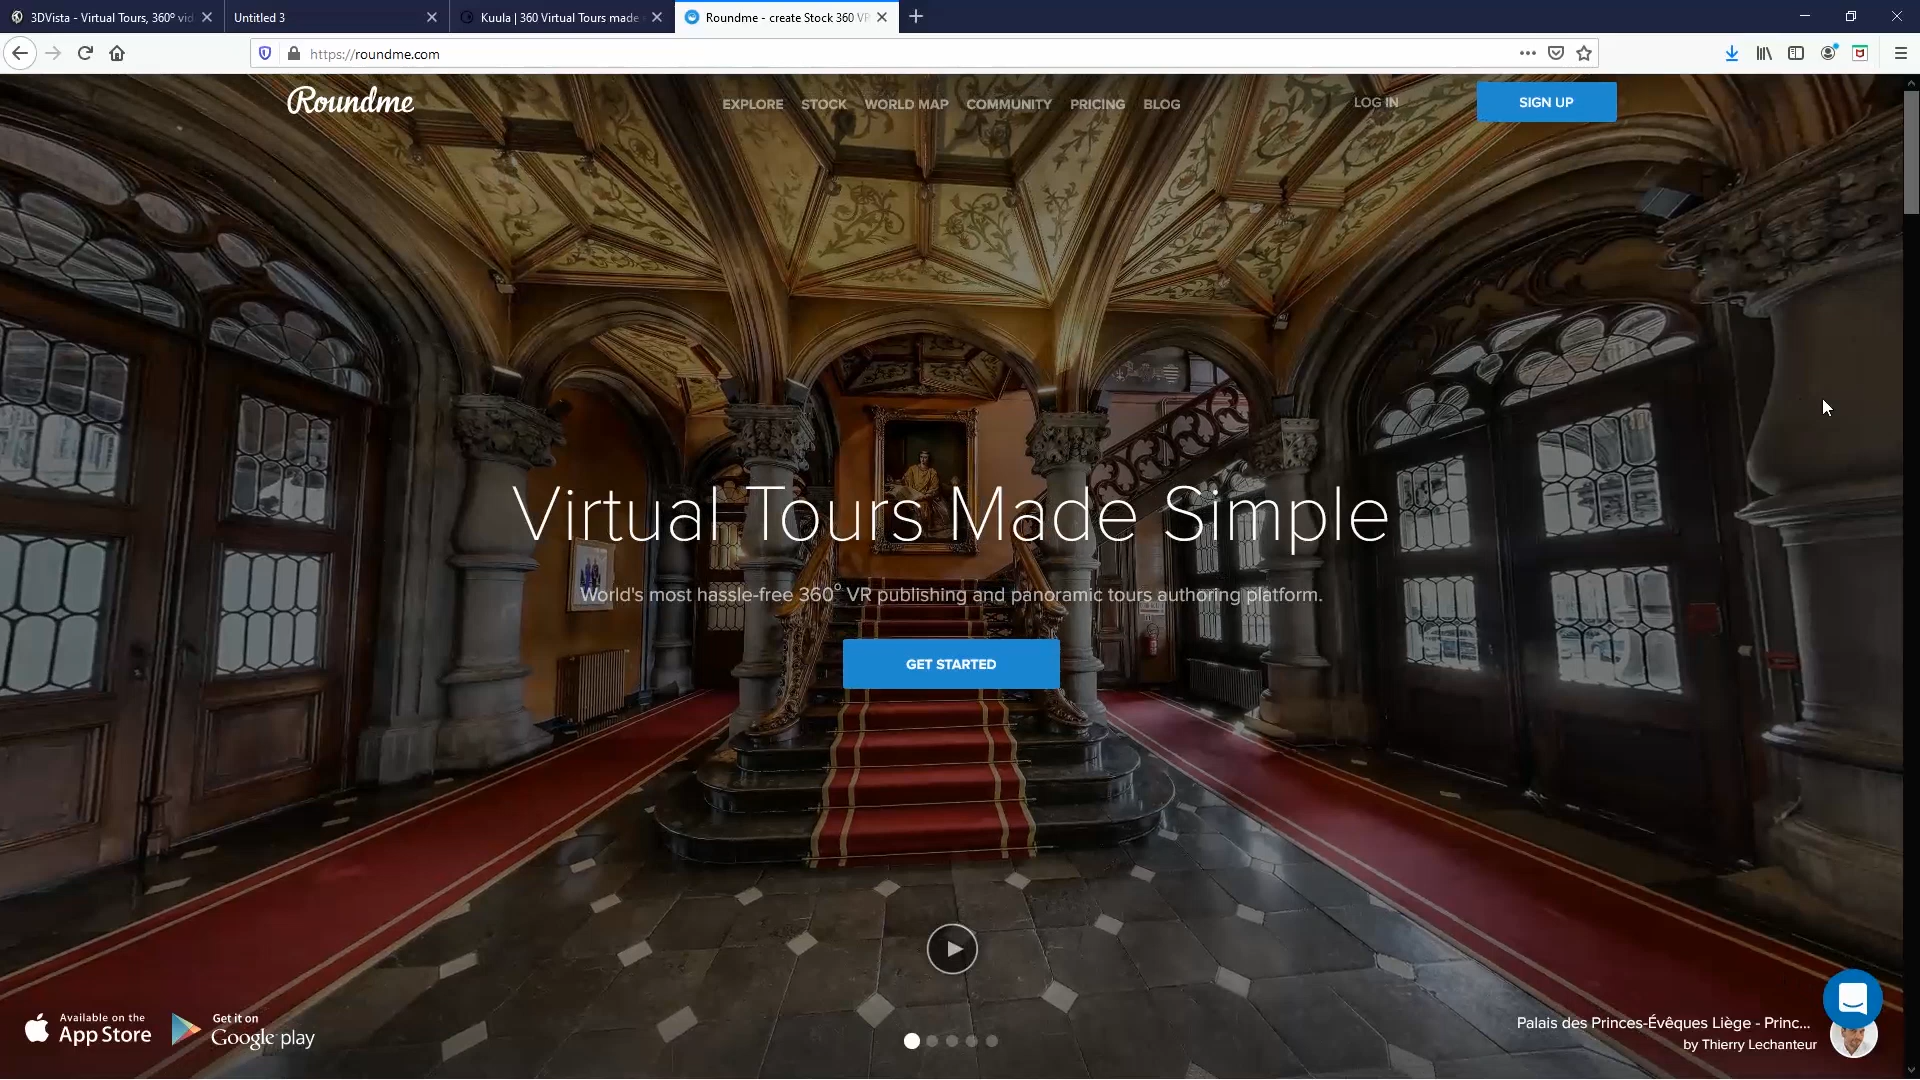 3DVista - Virtual Tours, 360º vid
Untitled 3
Kuula | 360 Virtual Tours made
Roundme - create Stock 360 VR
https://roundme.com
Roundme
EXPLORE STOCK WORLD MAP COMMUNITY PRICING BLOG
LOG IN
SIGN UP
Virtual Tours Made Simple
World's most hassle-free 360° VR publishing and panoramic tours authoring platform.
GET STARTED
Available on the
App Store
Get it on
Google play
Palais des Princes-Évêques Liège - Princ...
by Thierry Lechanteur